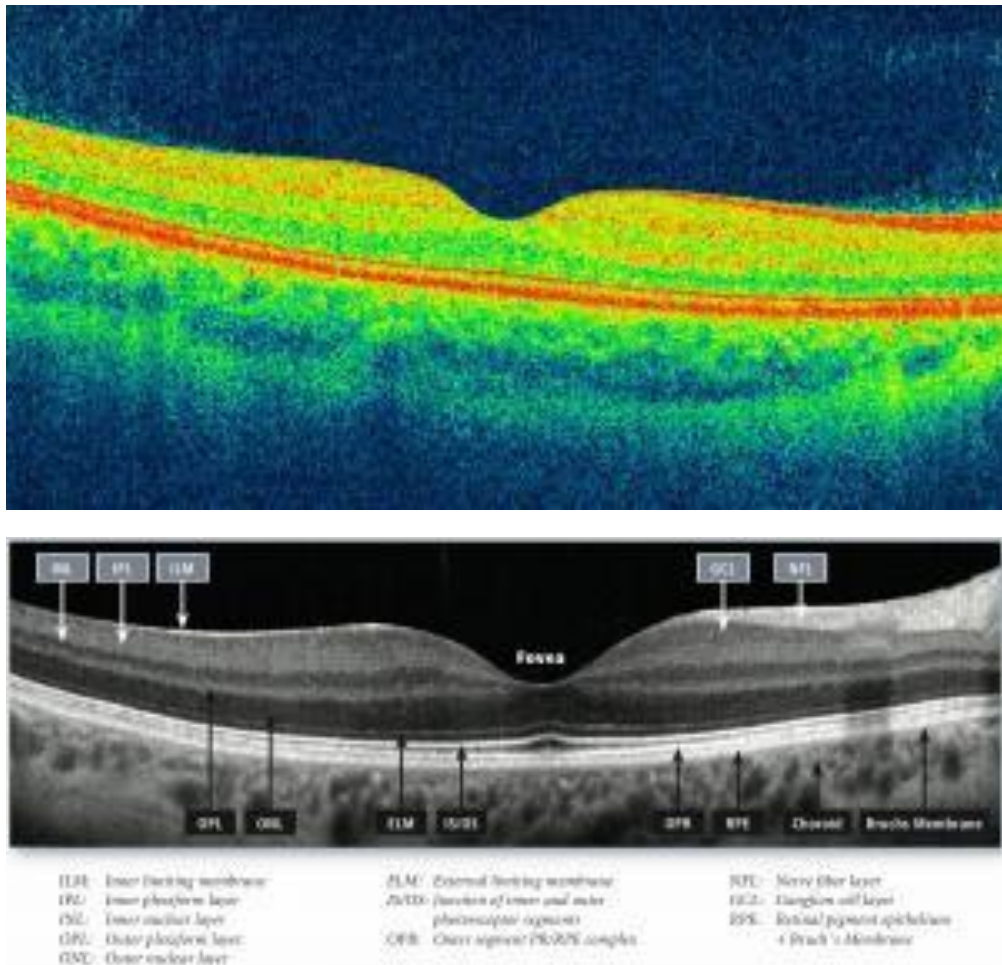 INL IPL ILM GCL NFL
Fovea
OPL ONL ELM IS/OS OPR RPE Choroid Bruchs Membrane
ILM: Inner limiting membrane
IPL: Inner plexiform layer
INL: Inner nuclear layer
OPL: Outer plexiform layer
ONL: Outer nuclear layer
ELM: External limiting membrane
IS/OS: Junction of inner and outer
photoreceptor segments
OPR: Outer segment PR/RPE complex
NFL: Nerve fiber layer
GCL: Ganglion cell layer
RPE: Retinal pigment epithelium
+ Bruch's Membrane